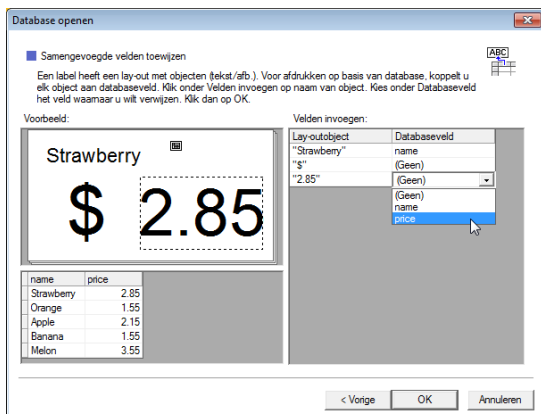 Database openen
Samengevoegde velden toewijzen
ABC
Een label heeft een lay-out met objecten (tekst/afb.). Voor afdrukken op basis van database, koppelt u
elk object aan databaseveld. Klik onder Velden invoegen op naam van object. Kies onder Databaseveld
het veld waarnaar u wilt verwijzen. Klik dan op OK.
Voorbeeld:
Strawberry
$ 2.85
name price
Strawberry 2.85
Orange 1.55
Apple 2.15
Banana 1.55
Melon 3.55
Velden invoegen:
Lay-outobject Databaseveld
"Strawberry" name
"$" (Geen)
"2.85" (Geen)
(Geen)
name
price
< Vorige OK Annuleren